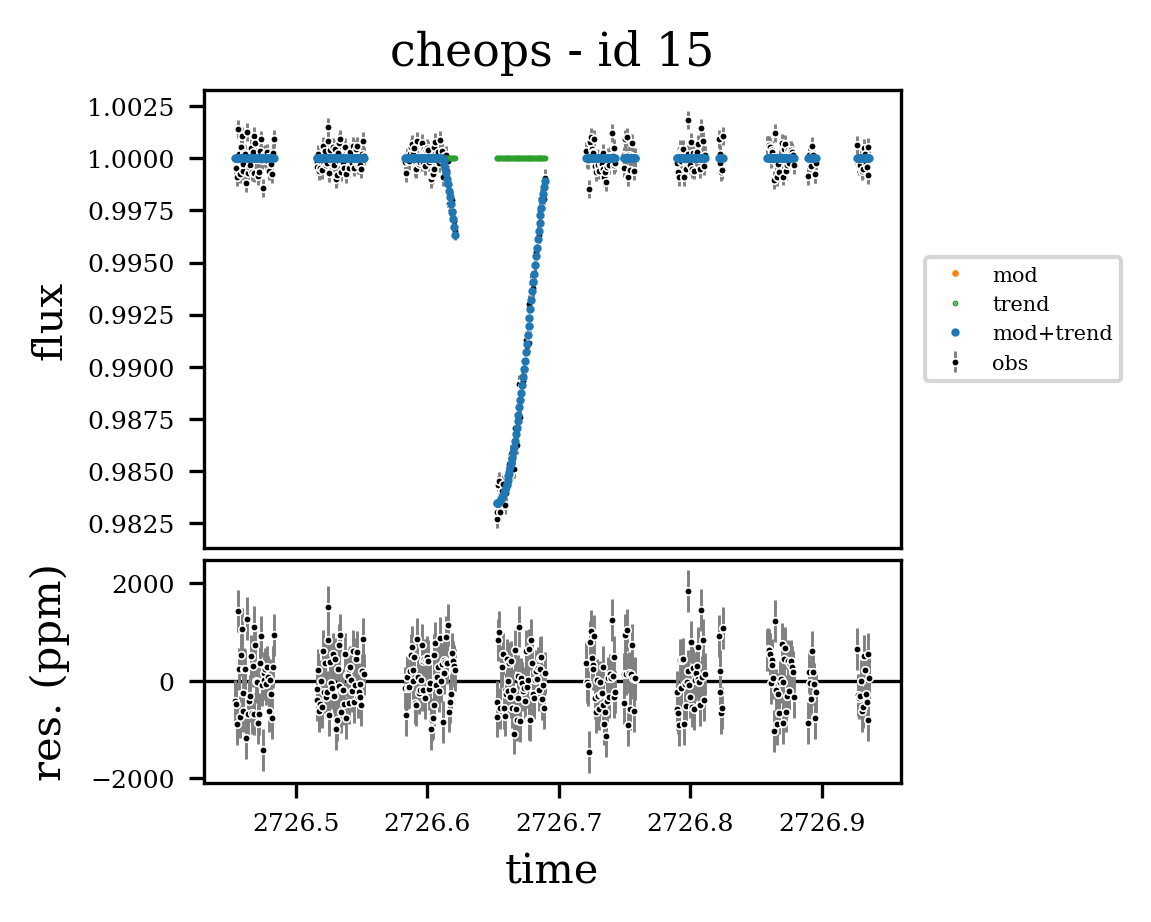 cheops - id 15
1.0025
1.0000
0.9975
0.9950
0.9925
0.9900
0.9875
0.9850
0.9825
flux
mod
trend
mod+trend
obs
2000
0
−2000
res. (ppm)
2726.5 2726.6 2726.7 2726.8 2726.9
time